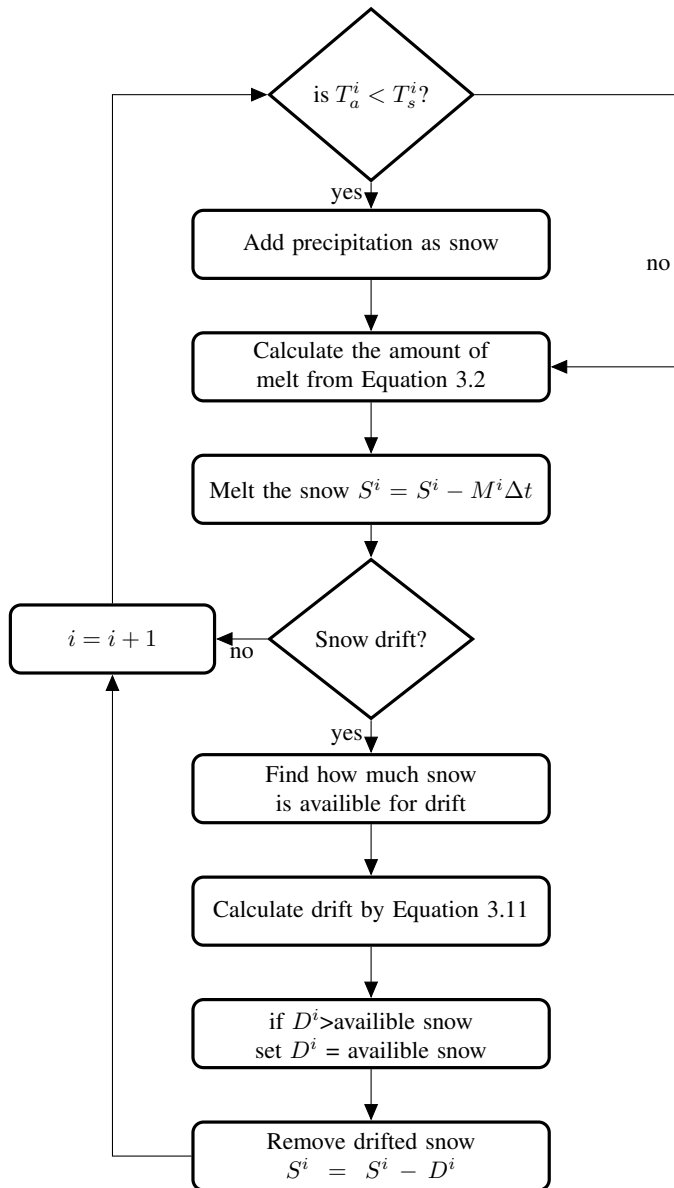 is $T_a^i < T_s^i$?
yes
Add precipitation as snow
no
Calculate the amount of
melt from Equation 3.2
Melt the snow $S^i = S^i - M^i \Delta t$
$i = i + 1$
no
Snow drift?
yes
Find how much snow
is availible for drift
Calculate drift by Equation 3.11
if $D^i$>availible snow
set $D^i$ = availible snow
Remove drifted snow
$S^i = S^i - D^i$